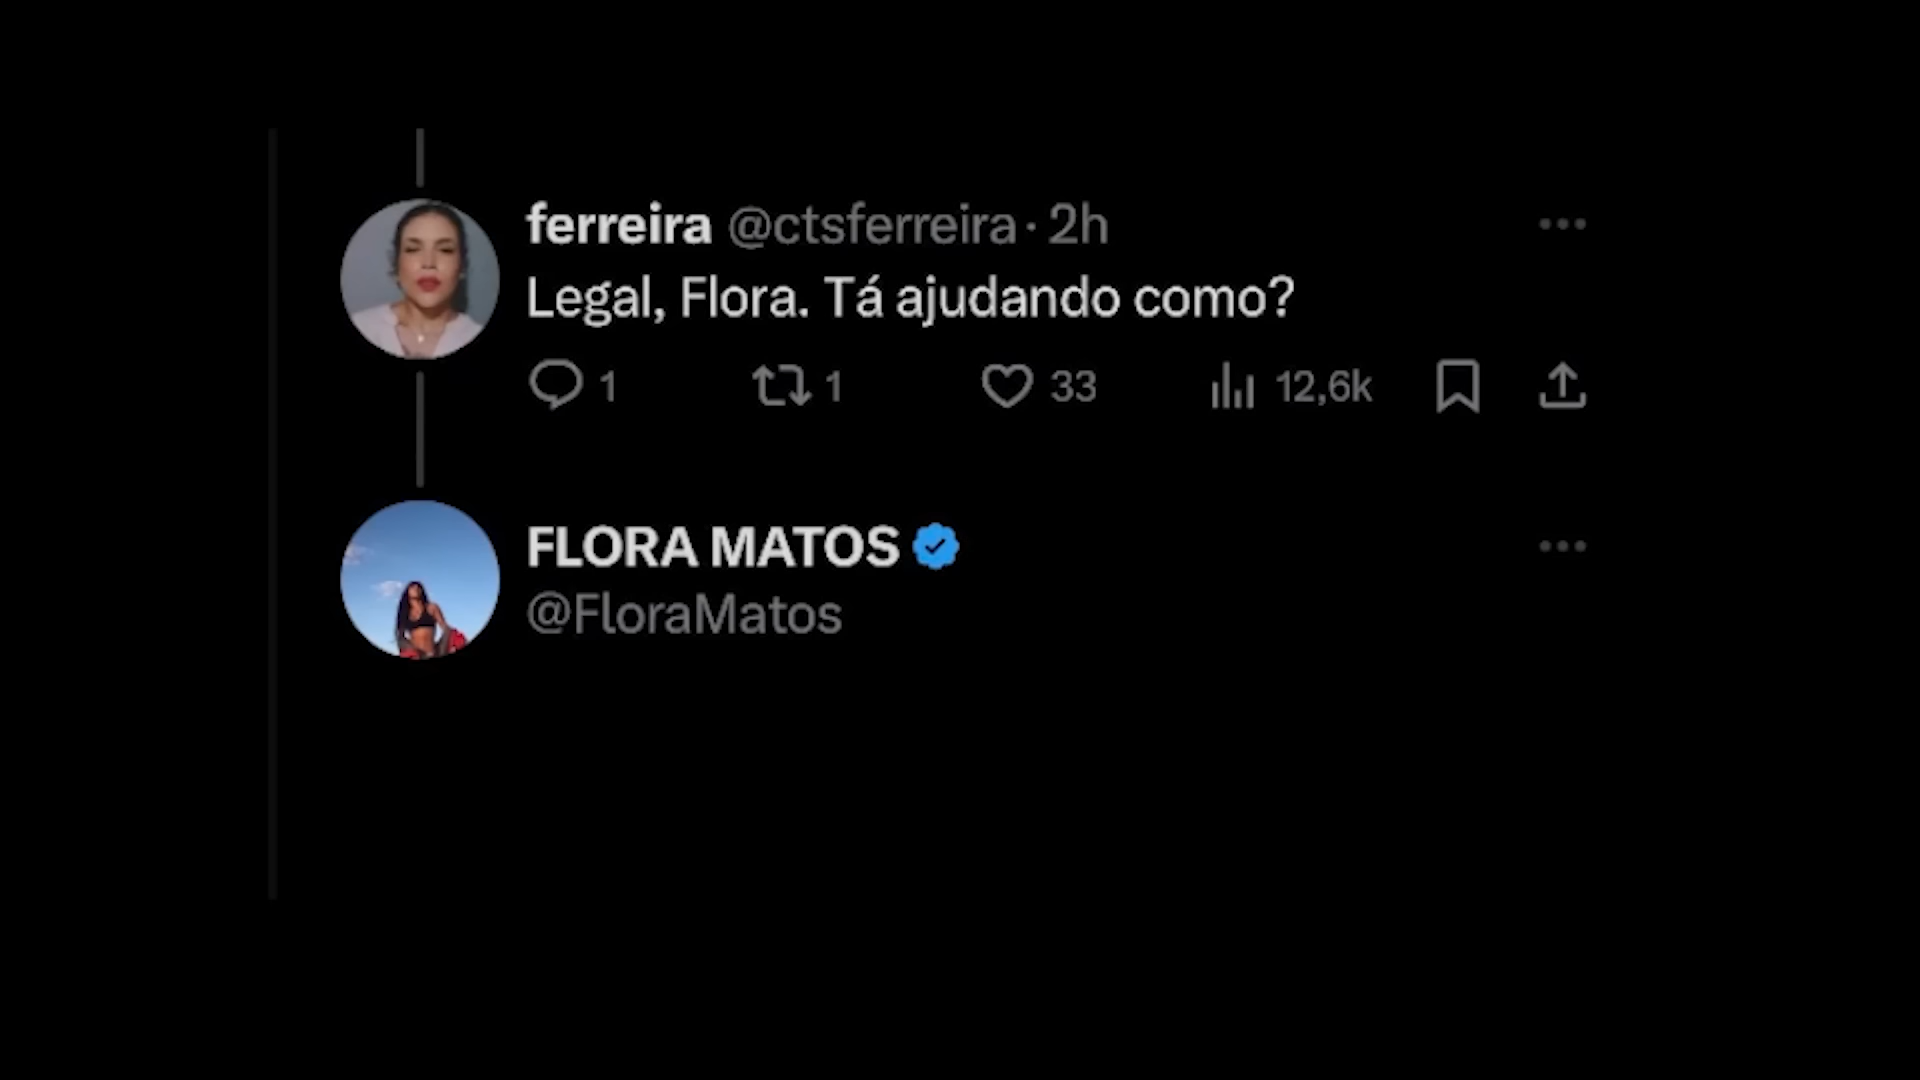 ferreira @ctsferreira · 2h
Legal, Flora. Tá ajudando como?
1 1 33 12,6k
FLORA MATOS
@FloraMatos